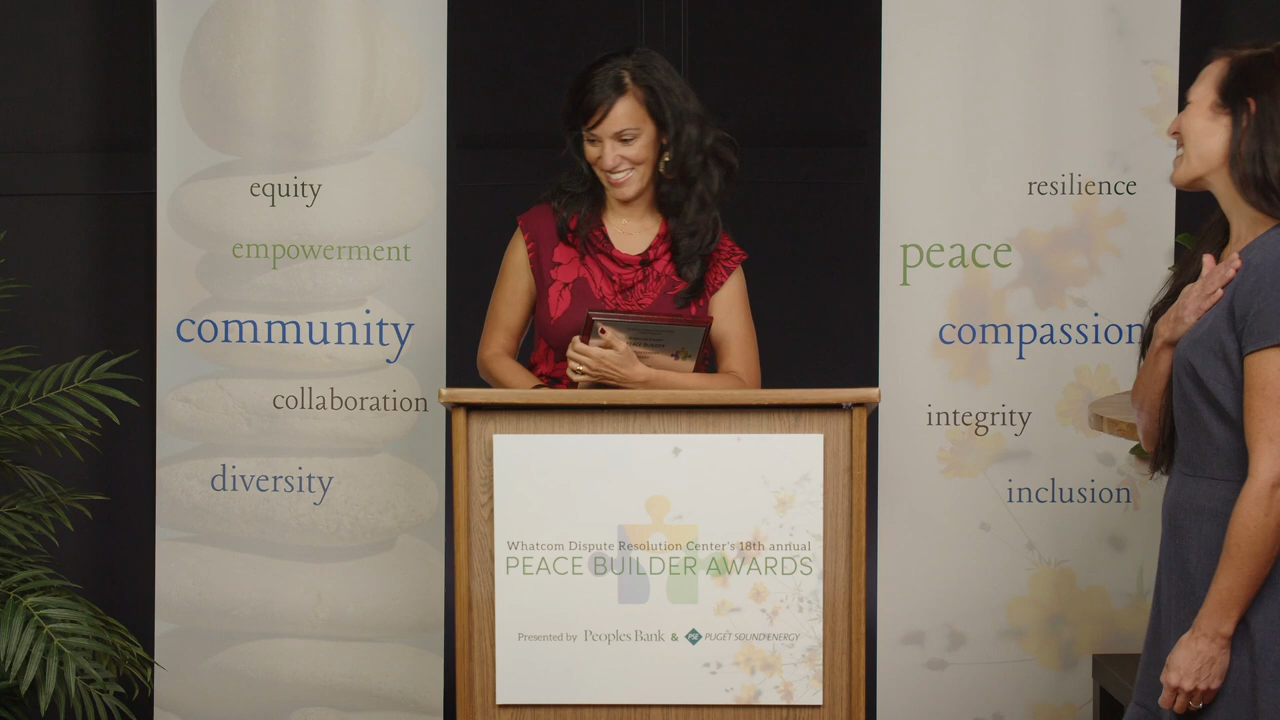 equity
empowerment
community
collaboration
diversity
resilience
peace
compassion
integrity
inclusion
Whatcom Dispute Resolution Center's 18th annual
PEACE BUILDER AWARDS
Presented by Peoples Bank & PSE PUGET SOUND ENERGY